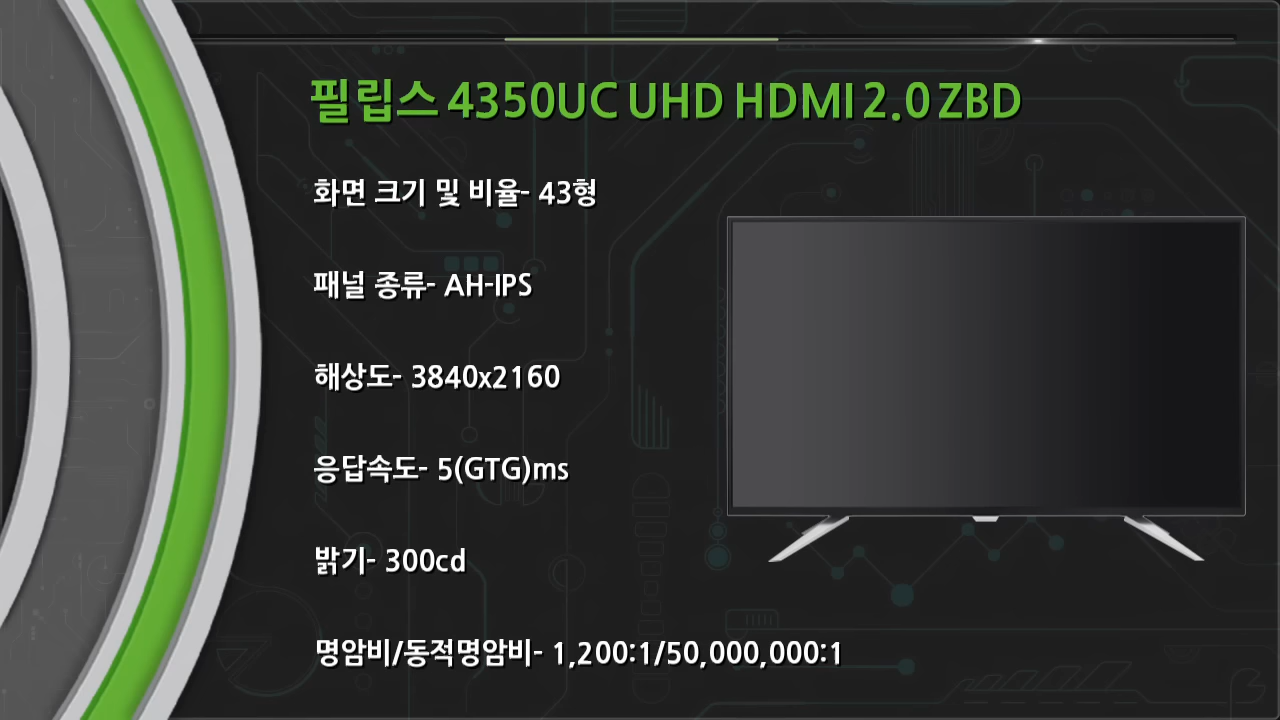 필립스 4350UC UHD HDMI 2.0 ZBD
화면 크기 및 비율- 43형
패널 종류- AH-IPS
해상도- 3840x2160
응답속도- 5(GTG)ms
밝기- 300cd
명암비/동적명암비- 1,200:1/50,000,000:1